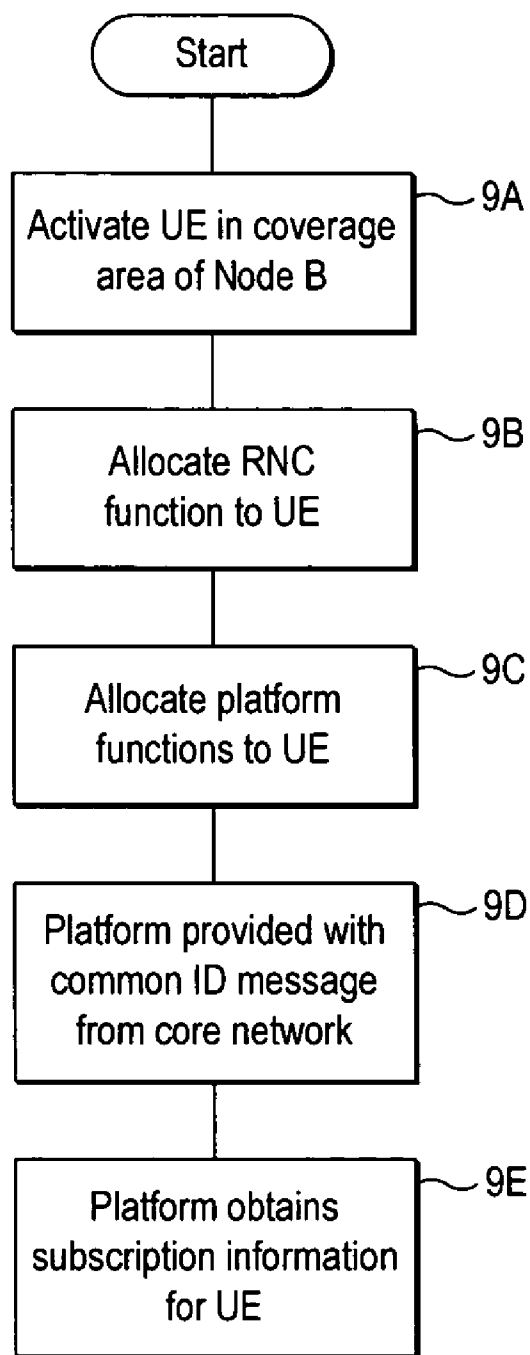 Start
Activate UE in coverage
area of Node B
9A
Allocate RNC
function to UE
9B
Allocate platform
functions to UE
9C
Platform provided with
common ID message
from core network
9D
Platform obtains
subscription information
for UE
9E